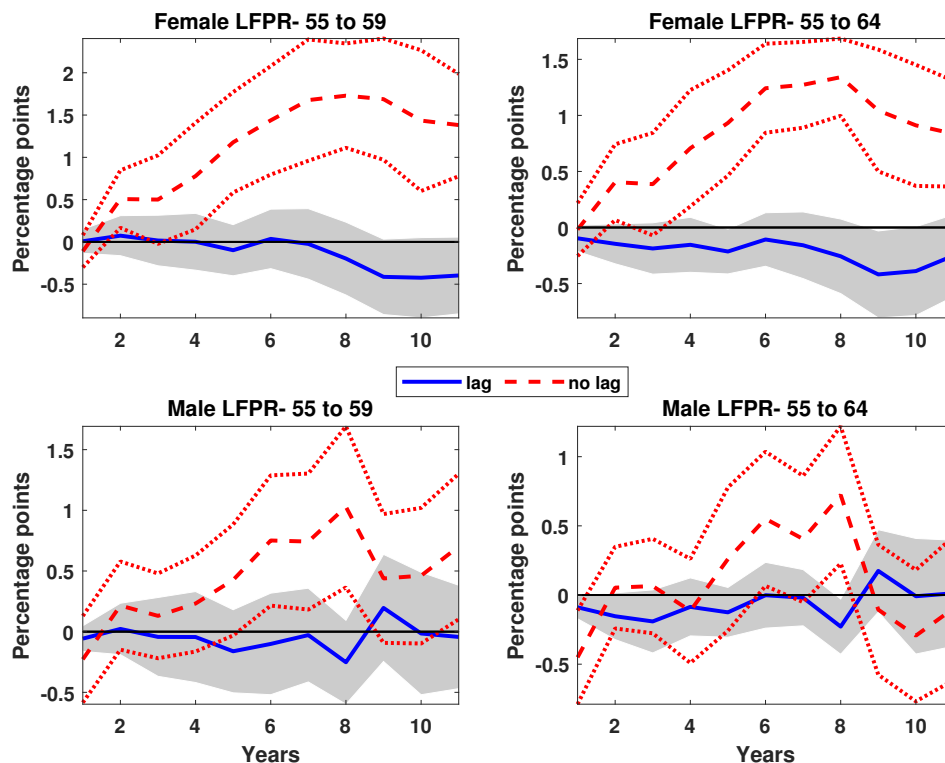 Female LFPR- 55 to 59
Female LFPR- 55 to 64
Percentage points
2
1.5
1
0.5
0
-0.5
2 4 6 8 10
Percentage points
1.5
1
0.5
0
-0.5
2 4 6 8 10
lag no lag
Male LFPR- 55 to 59
Male LFPR- 55 to 64
Percentage points
1.5
1
0.5
0
-0.5
2 4 6 8 10
Years
Percentage points
1
0.5
0
-0.5
2 4 6 8 10
Years